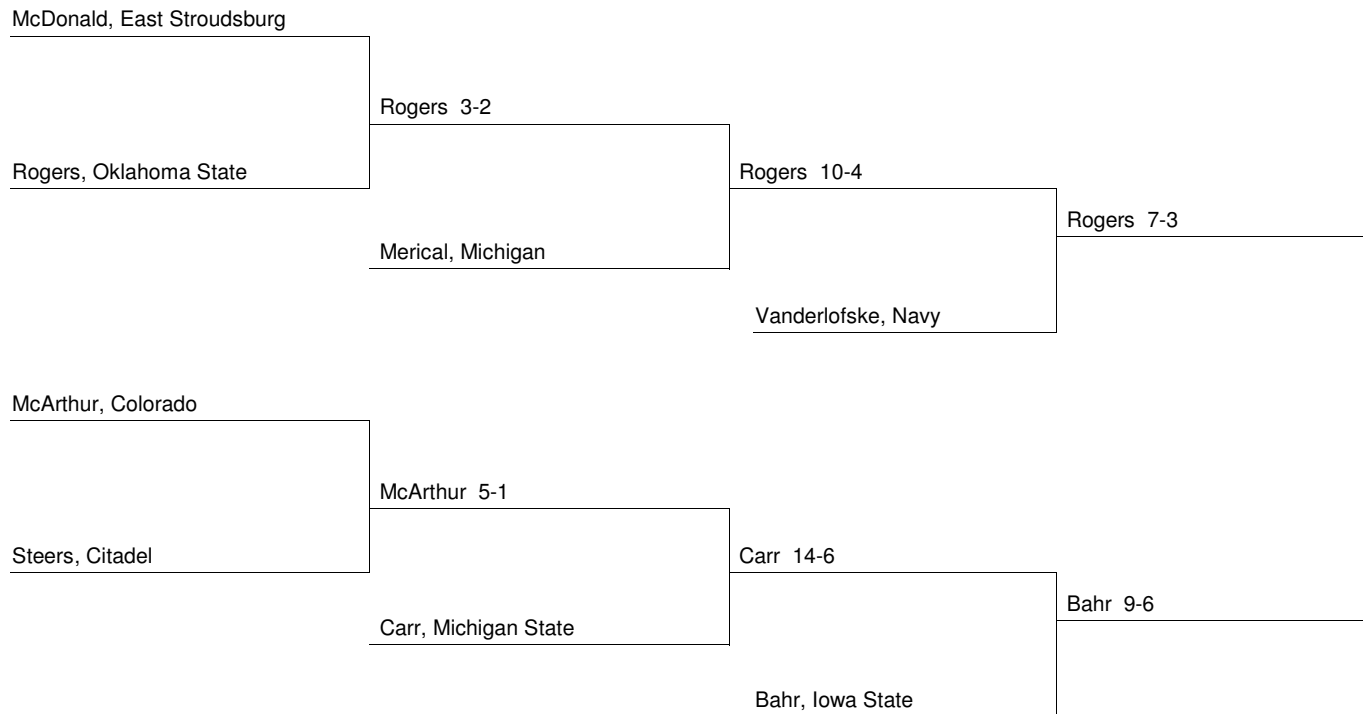 McDonald, East Stroudsburg
Rogers 3-2
Rogers, Oklahoma State
Rogers 10-4
Rogers 7-3
Merical, Michigan
Vanderlofske, Navy
McArthur, Colorado
McArthur 5-1
Steers, Citadel
Carr 14-6
Bahr 9-6
Carr, Michigan State
Bahr, Iowa State